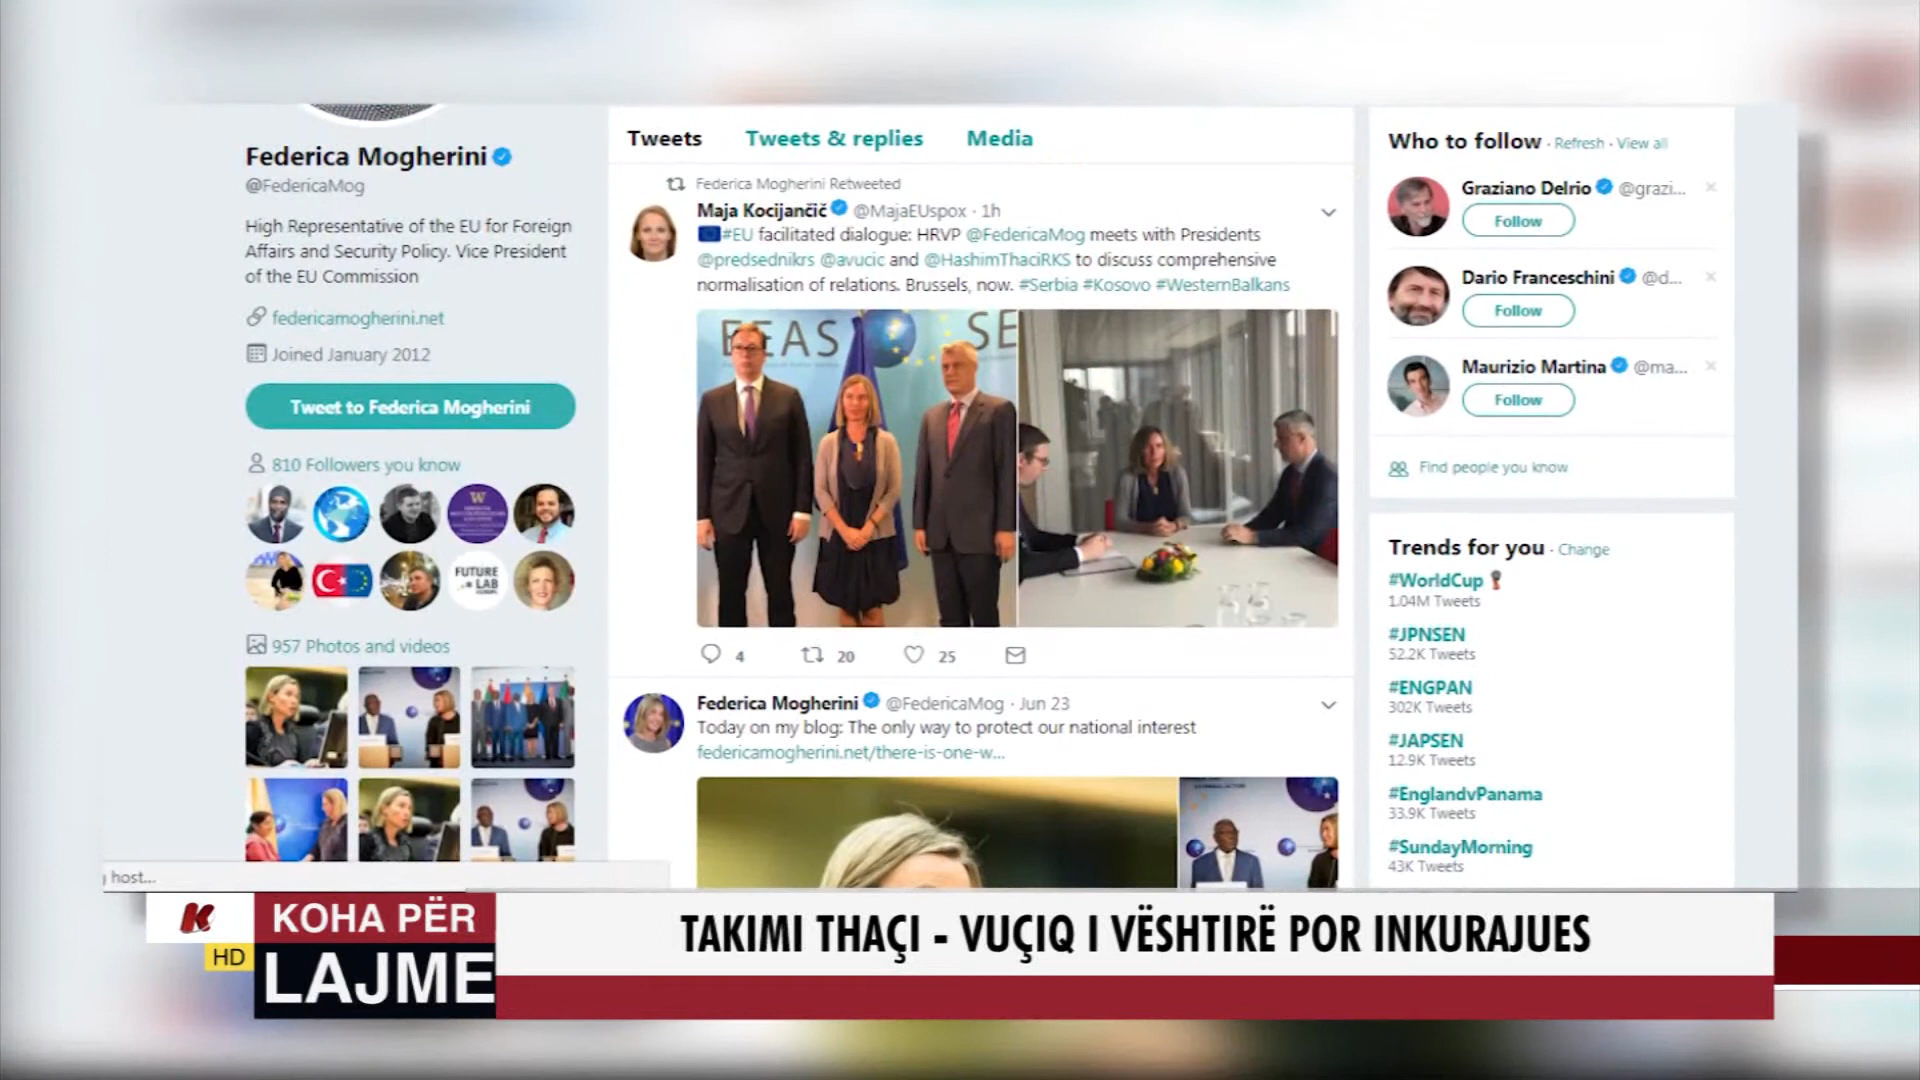 Federica Mogherini
@FedericaMog
High Representative of the EU for Foreign
Affairs and Security Policy. Vice President
of the EU Commission
federicamogherini.net
Joined January 2012
Tweet to Federica Mogherini
810 Followers you know
W
FUTURE
LAB
957 Photos and videos
Tweets Tweets & replies Media
Federica Mogherini Retweeted
Maja Kocijančič @MajaEUspox · 1h
#EU facilitated dialogue: HRVP @FedericaMog meets with Presidents
@predsednikrs @avucic and @HashimThaciRKS to discuss comprehensive
normalisation of relations. Brussels, now. #Serbia #Kosovo #WesternBalkans
EEAS SE
4 20 25
Federica Mogherini @FedericaMog · Jun 23
Today on my blog: The only way to protect our national interest
federicamogherini.net/there-is-one-w...
Who to follow · Refresh · View all
Graziano Delrio @grazi...
Follow
Dario Franceschini @d...
Follow
Maurizio Martina @ma...
Follow
Find people you know
Trends for you · Change
#WorldCup
1.04M Tweets
#JPNSEN
52.2K Tweets
#ENGPAN
302K Tweets
#JAPSEN
12.9K Tweets
#EnglandvPanama
33.9K Tweets
#SundayMorning
43K Tweets
host...
K
HD
KOHA PËR
LAJME
TAKIMI THAÇI - VUÇIQ I VËSHTIRË POR INKURAJUES